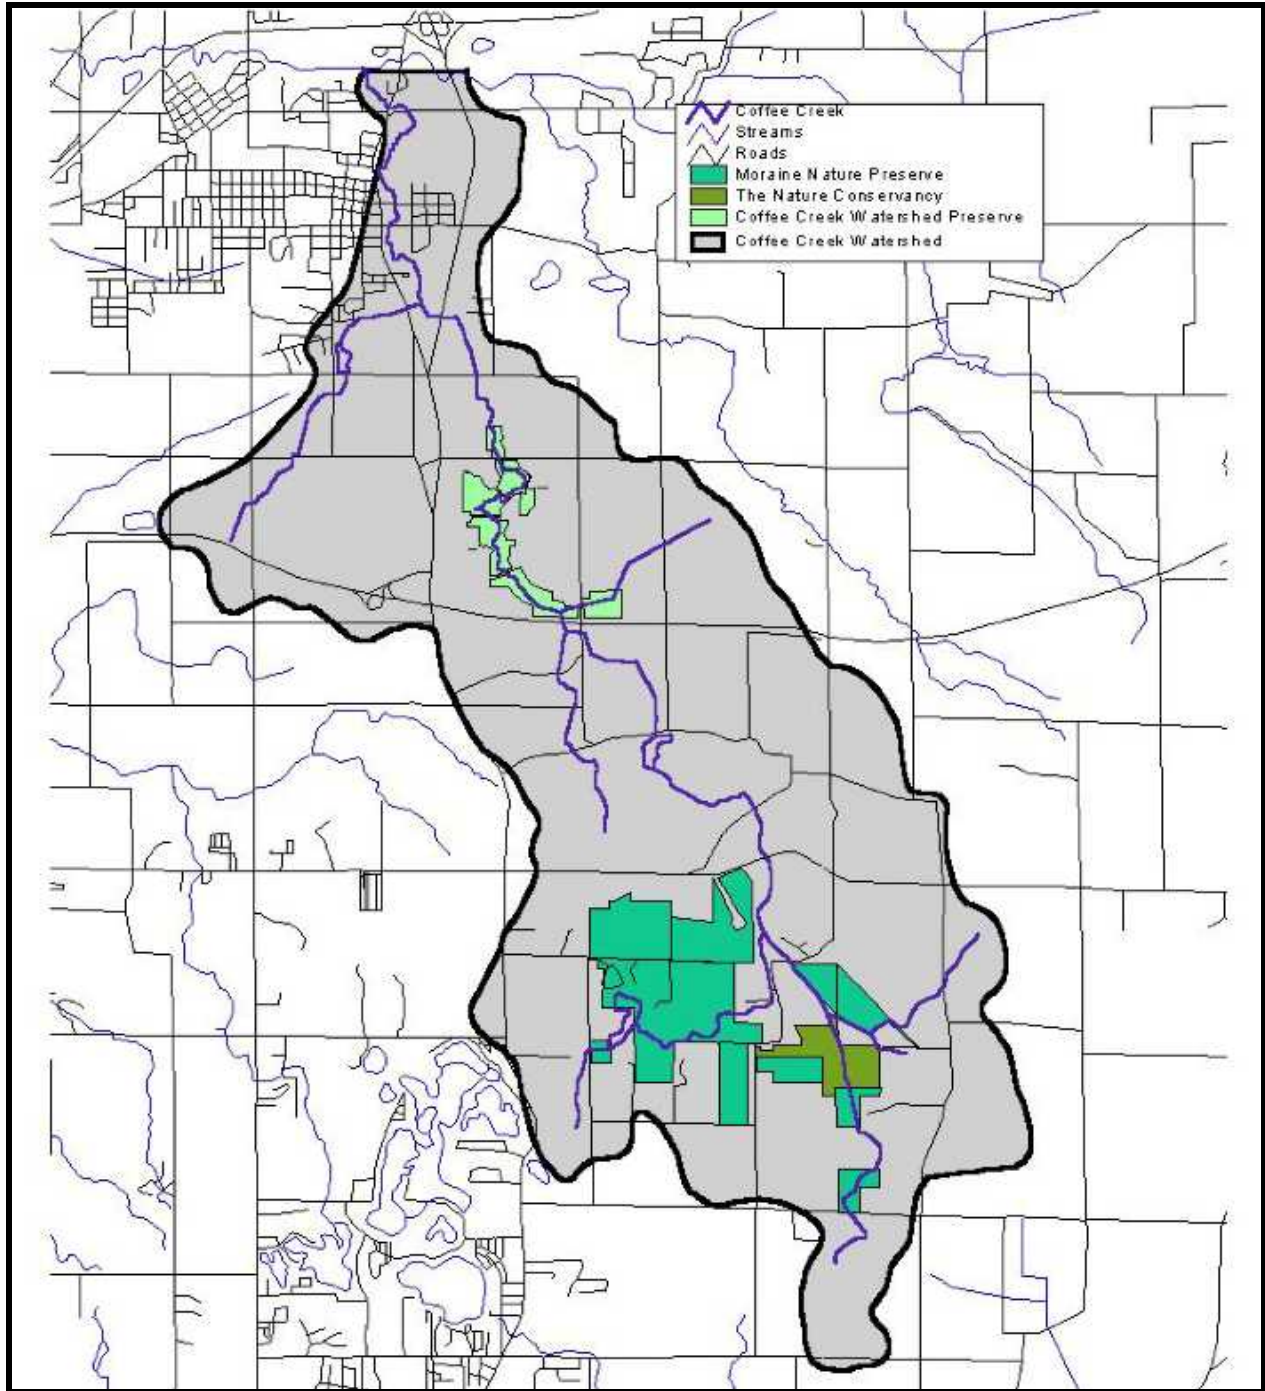 Coffee Creek
Streams
Roads
Moraine Nature Preserve
The Nature Conservancy
Coffee Creek Watershed Preserve
Coffee Creek Watershed